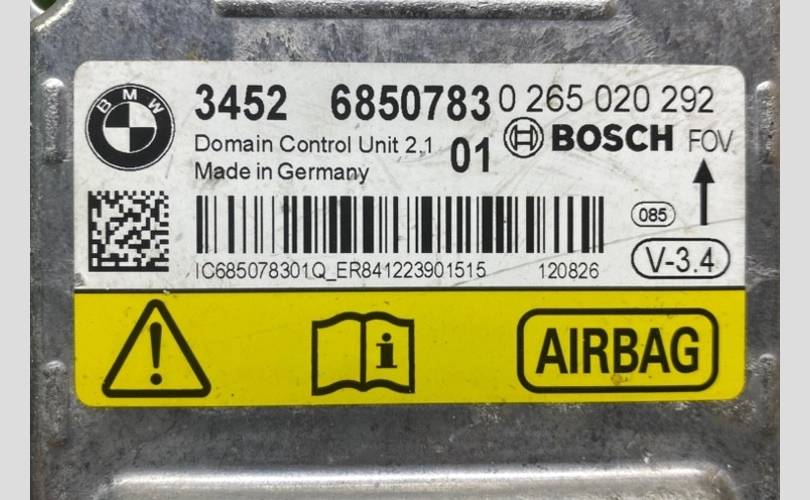 BMW
3452 6850783 0 265 020 292
Domain Control Unit 2,1 01 BOSCH FOV
Made in Germany
085
V-3.4
IC685078301Q_ER841223901515 120826
i AIRBAG